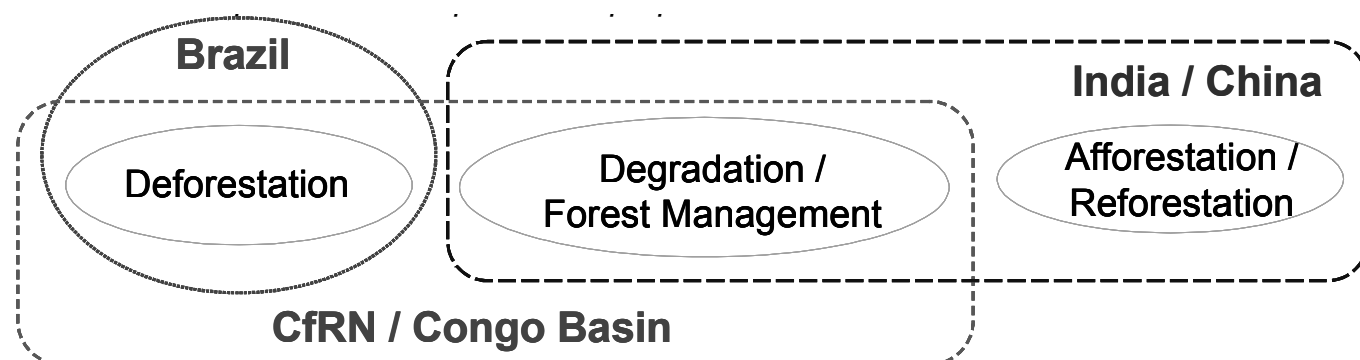 Brazil
India / China
Deforestation
Degradation /
Forest Management
Afforestation /
Reforestation
CfRN / Congo Basin